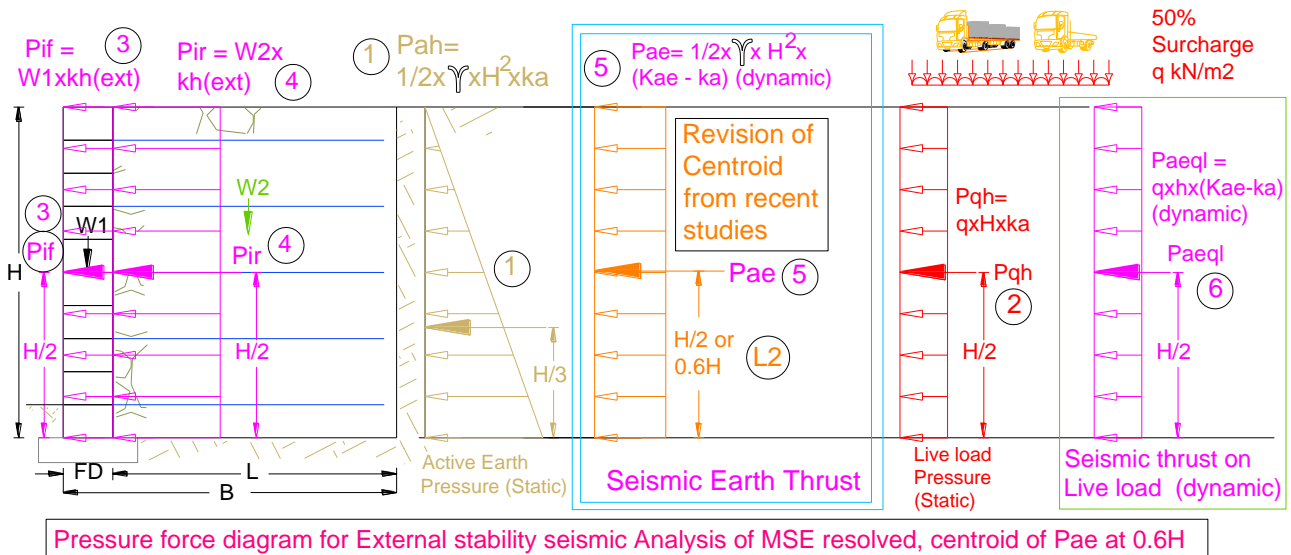 Pif =
W1xkh(ext)
3
Pir = W2x
kh(ext)
4
1
Pah=
1/2xϒxH²xka
5
Pae= 1/2xϒx H²x
(Kae - ka) (dynamic)
50%
Surcharge
q kN/m2
Revision of
Centroid
from recent
studies
Paeql =
qxhx(Kae-ka)
(dynamic)
Pqh=
qxHxka
W2
3
W1
Pif
Pir
4
H
1
Pae
5
Pqh
2
Paeql
6
H/2
H/2
H/3
H/2 or
0.6H
L2
H/2
H/2
FD
L
B
Active Earth
Pressure (Static)
Seismic Earth Thrust
Live load
Pressure
(Static)
Seismic thrust on
Live load (dynamic)
Pressure force diagram for External stability seismic Analysis of MSE resolved, centroid of Pae at 0.6H